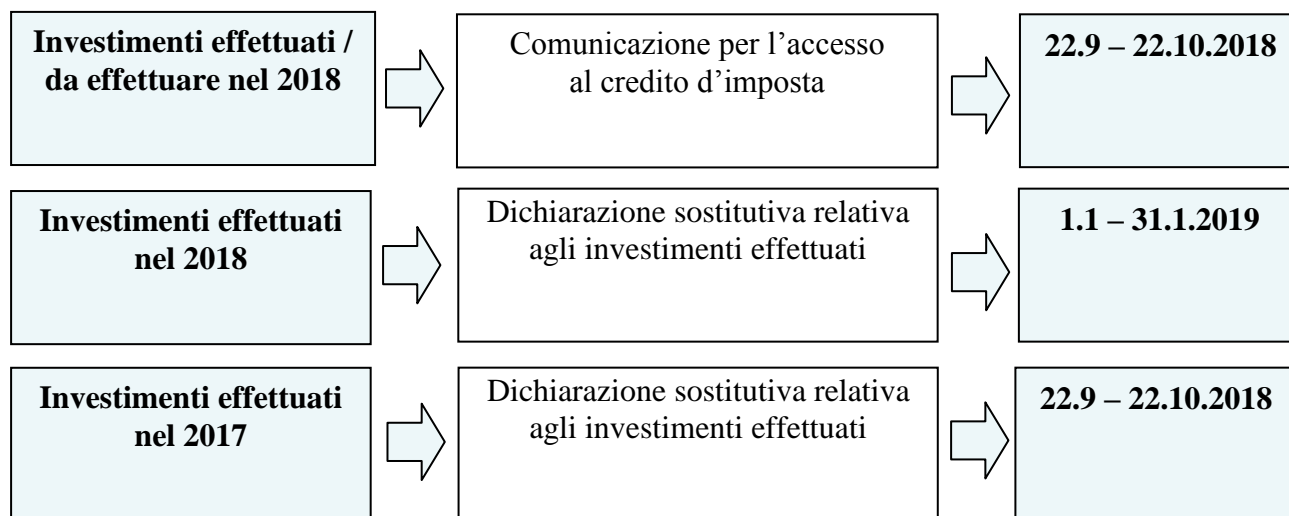 Investimenti effettuati /
da effettuare nel 2018
Comunicazione per l’accesso
al credito d’imposta
22.9 – 22.10.2018
Investimenti effettuati
nel 2018
Dichiarazione sostitutiva relativa
agli investimenti effettuati
1.1 – 31.1.2019
Investimenti effettuati
nel 2017
Dichiarazione sostitutiva relativa
agli investimenti effettuati
22.9 – 22.10.2018